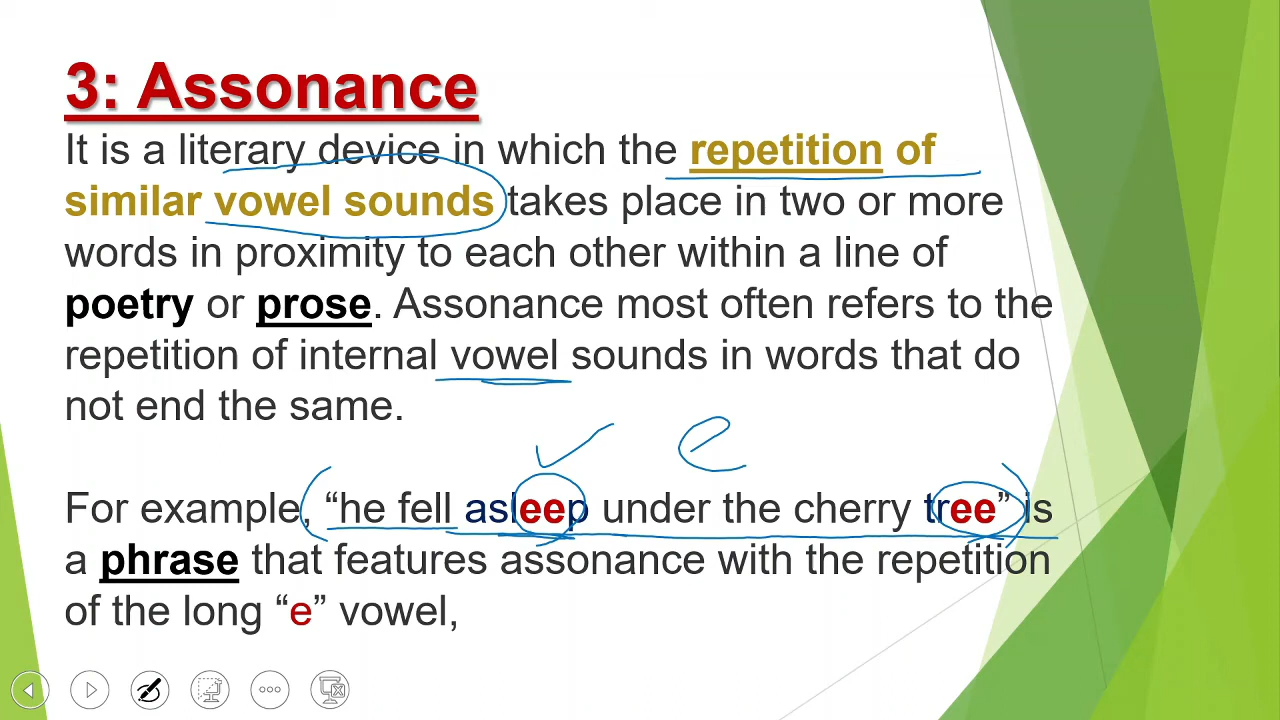 3: Assonance
It is a literary device in which the repetition of
similar vowel sounds takes place in two or more
words in proximity to each other within a line of
poetry or prose. Assonance most often refers to the
repetition of internal vowel sounds in words that do
not end the same.
e
For example, “he fell asleep under the cherry tree” is
a phrase that features assonance with the repetition
of the long “e” vowel,